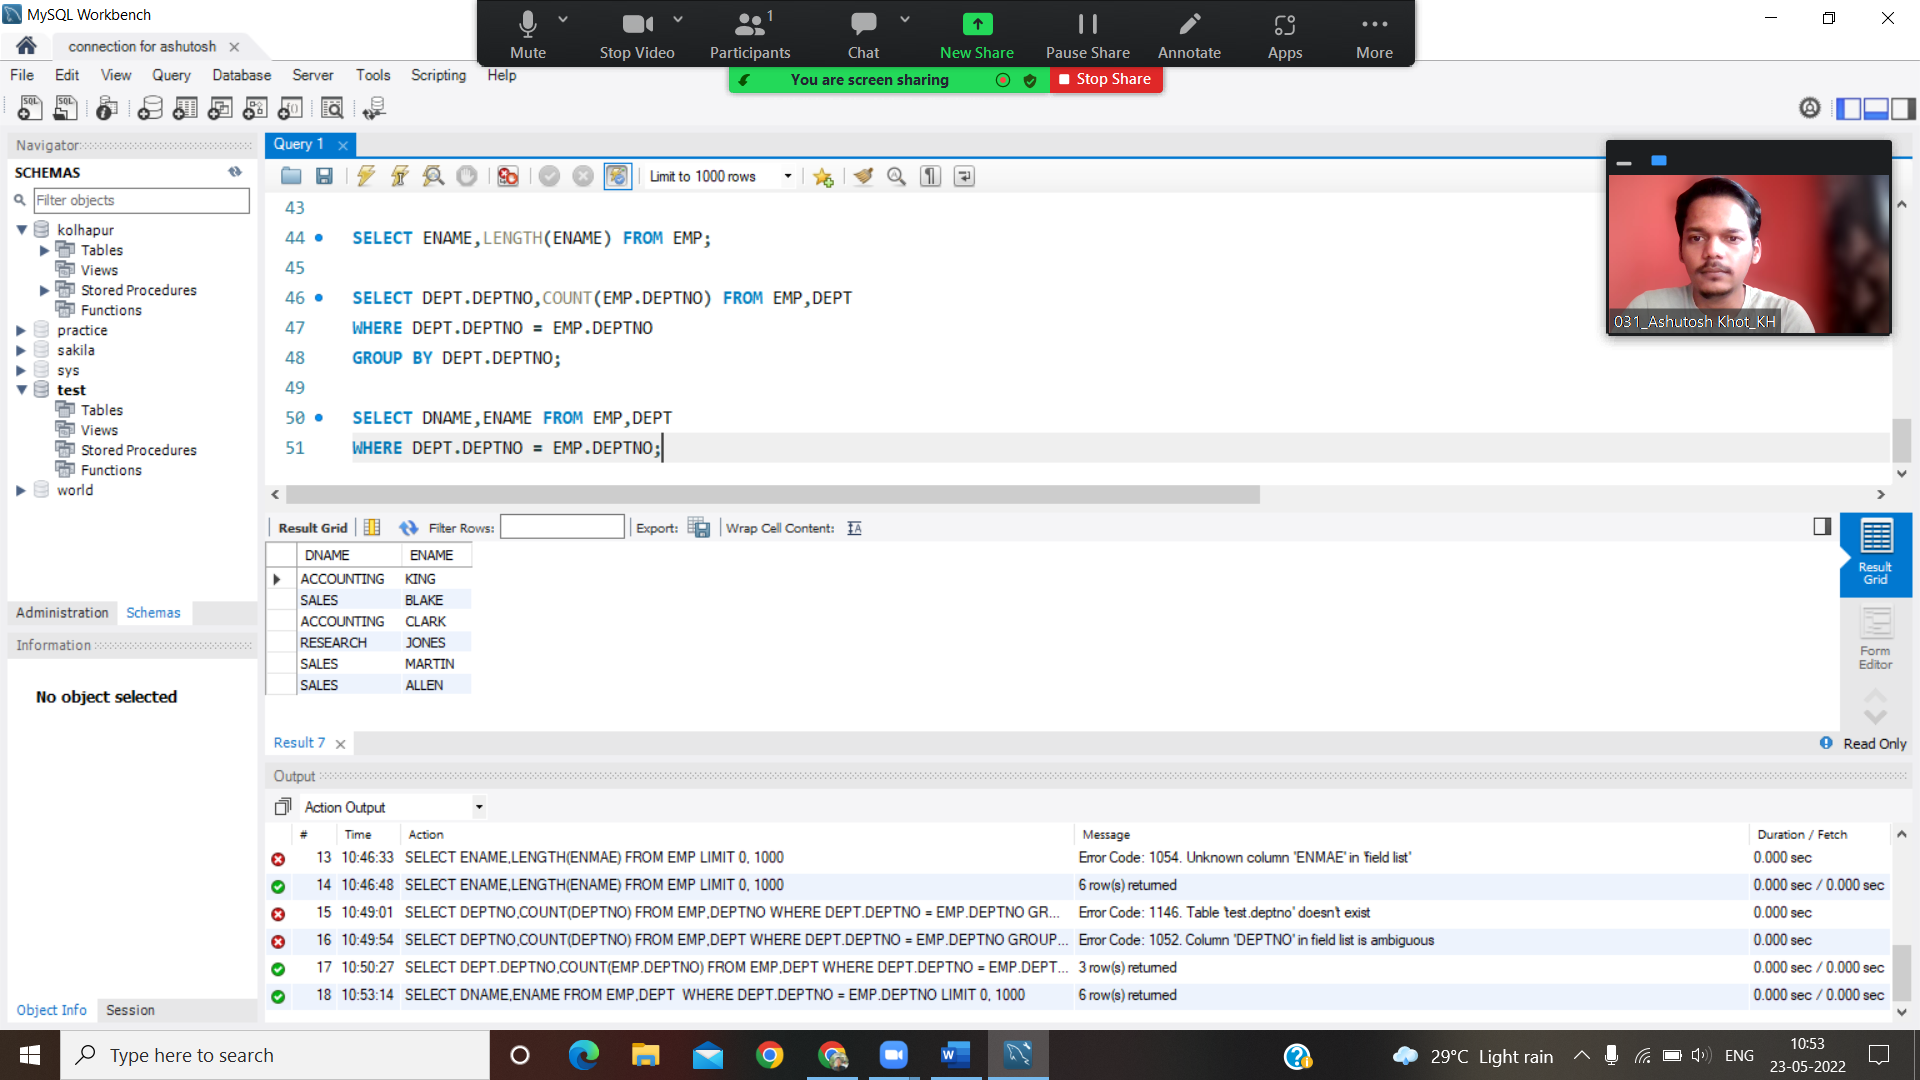 MySQL Workbench
connection for ashutosh
Mute
Stop Video
1
Participants
Chat
New Share
Pause Share
Annotate
Apps
More
You are screen sharing
Stop Share
File Edit View Query Database Server Tools Scripting Help
Navigator
SCHEMAS
Filter objects
kolhapur
Tables
Views
Stored Procedures
Functions
practice
sakila
sys
test
Tables
Views
Stored Procedures
Functions
world
Administration Schemas
Information
No object selected
Object Info Session
Query 1
Limit to 1000 rows
43
44 SELECT ENAME,LENGTH(ENAME) FROM EMP;
45
46 SELECT DEPT.DEPTNO,COUNT(EMP.DEPTNO) FROM EMP,DEPT
47 WHERE DEPT.DEPTNO = EMP.DEPTNO
48 GROUP BY DEPT.DEPTNO;
49
50 SELECT DNAME,ENAME FROM EMP,DEPT
51 WHERE DEPT.DEPTNO = EMP.DEPTNO;
031_Ashutosh Khot_KH
Result Grid Filter Rows: Export: Wrap Cell Content:
DNAME ENAME
ACCOUNTING KING
SALES BLAKE
ACCOUNTING CLARK
RESEARCH JONES
SALES MARTIN
SALES ALLEN
Result Grid
Form Editor
Result 7
Read Only
Output
Action Output
# Time Action Message Duration / Fetch
13 10:46:33 SELECT ENAME,LENGTH(ENMAE) FROM EMP LIMIT 0, 1000 Error Code: 1054. Unknown column 'ENMAE' in 'field list' 0.000 sec
14 10:46:48 SELECT ENAME,LENGTH(ENAME) FROM EMP LIMIT 0, 1000 6 row(s) returned 0.000 sec / 0.000 sec
15 10:49:01 SELECT DEPTNO,COUNT(DEPTNO) FROM EMP,DEPTNO WHERE DEPT.DEPTNO = EMP.DEPTNO GR... Error Code: 1146. Table 'test.deptno' doesn't exist 0.000 sec
16 10:49:54 SELECT DEPTNO,COUNT(DEPTNO) FROM EMP,DEPT WHERE DEPT.DEPTNO = EMP.DEPTNO GROUP... Error Code: 1052. Column 'DEPTNO' in field list is ambiguous 0.000 sec
17 10:50:27 SELECT DEPT.DEPTNO,COUNT(EMP.DEPTNO) FROM EMP,DEPT WHERE DEPT.DEPTNO = EMP.DEPT... 3 row(s) returned 0.000 sec / 0.000 sec
18 10:53:14 SELECT DNAME,ENAME FROM EMP,DEPT WHERE DEPT.DEPTNO = EMP.DEPTNO LIMIT 0, 1000 6 row(s) returned 0.000 sec / 0.000 sec
Type here to search
29°C Light rain
ENG
10:53
23-05-2022